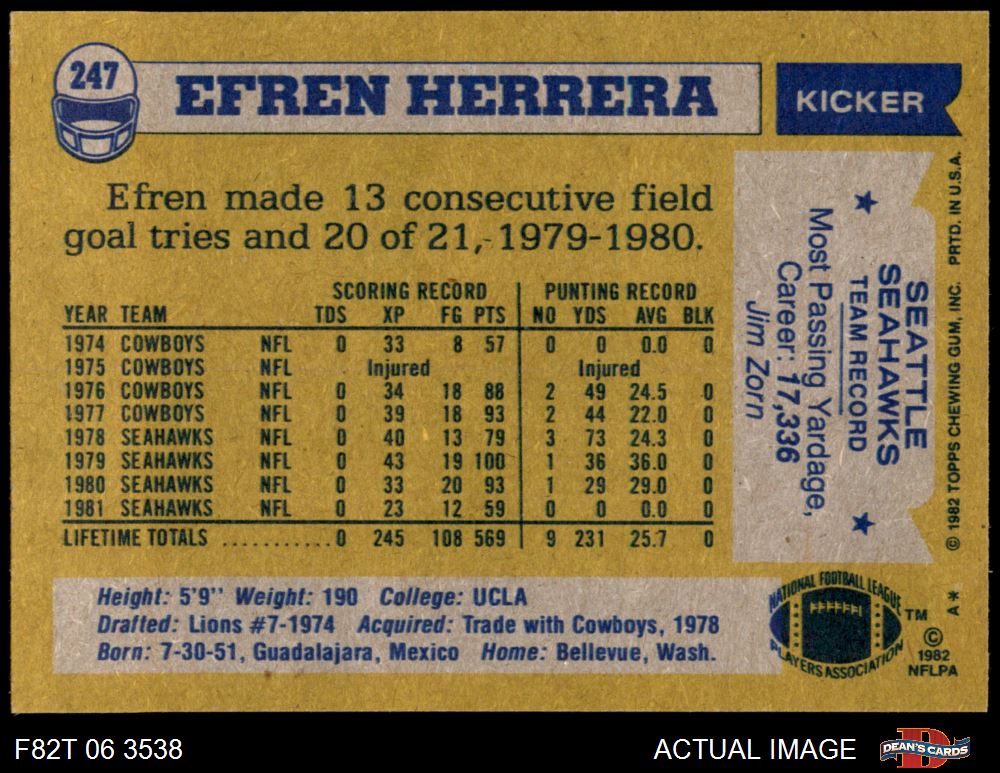 247
EFREN HERRERA
KICKER
Efren made 13 consecutive field
goal tries and 20 of 21, 1979-1980.
SCORING RECORD PUNTING RECORD
YEAR TEAM TDS XP FG PTS NO YDS AVG BLK
1974 COWBOYS NFL 0 33 8 57 0 0 0.0 0
1975 COWBOYS NFL Injured Injured
1976 COWBOYS NFL 0 34 18 88 2 49 24.5 0
1977 COWBOYS NFL 0 39 18 93 2 44 22.0 0
1978 SEAHAWKS NFL 0 40 13 79 3 73 24.3 0
1979 SEAHAWKS NFL 0 43 19 100 1 36 36.0 0
1980 SEAHAWKS NFL 0 33 20 93 1 29 29.0 0
1981 SEAHAWKS NFL 0 23 12 59 0 0 0.0 0
LIFETIME TOTALS ...........0 245 108 569 9 231 25.7 0
SEATTLE
SEAHAWKS
TEAM RECORD
Most Passing Yardage,
Career: 17,336
Jim Zorn
© 1982 TOPPS CHEWING GUM, INC. PRTD. IN U.S.A.
Height: 5'9" Weight: 190 College: UCLA
Drafted: Lions #7-1974 Acquired: Trade with Cowboys, 1978
Born: 7-30-51, Guadalajara, Mexico Home: Bellevue, Wash.
NATIONAL FOOTBALL LEAGUE
PLAYERS ASSOCIATION
TM
A*
©
1982
NFLPA
F82T 06 3538
ACTUAL IMAGE
DEAN'S CARDS